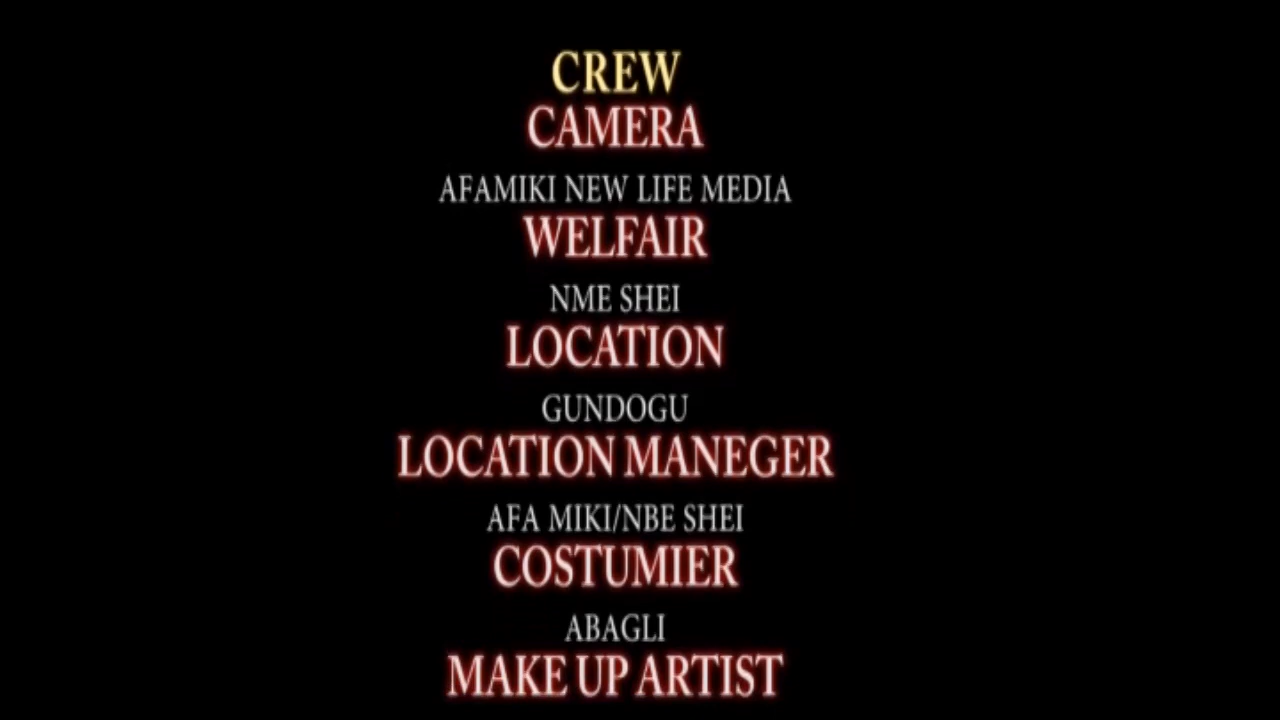 CREW
CAMERA
AFAMIKI NEW LIFE MEDIA
WELFAIR
NME SHEI
LOCATION
GUNDOGU
LOCATION MANEGER
AFA MIKI/NBE SHEI
COSTUMIER
ABAGLI
MAKE UP ARTIST